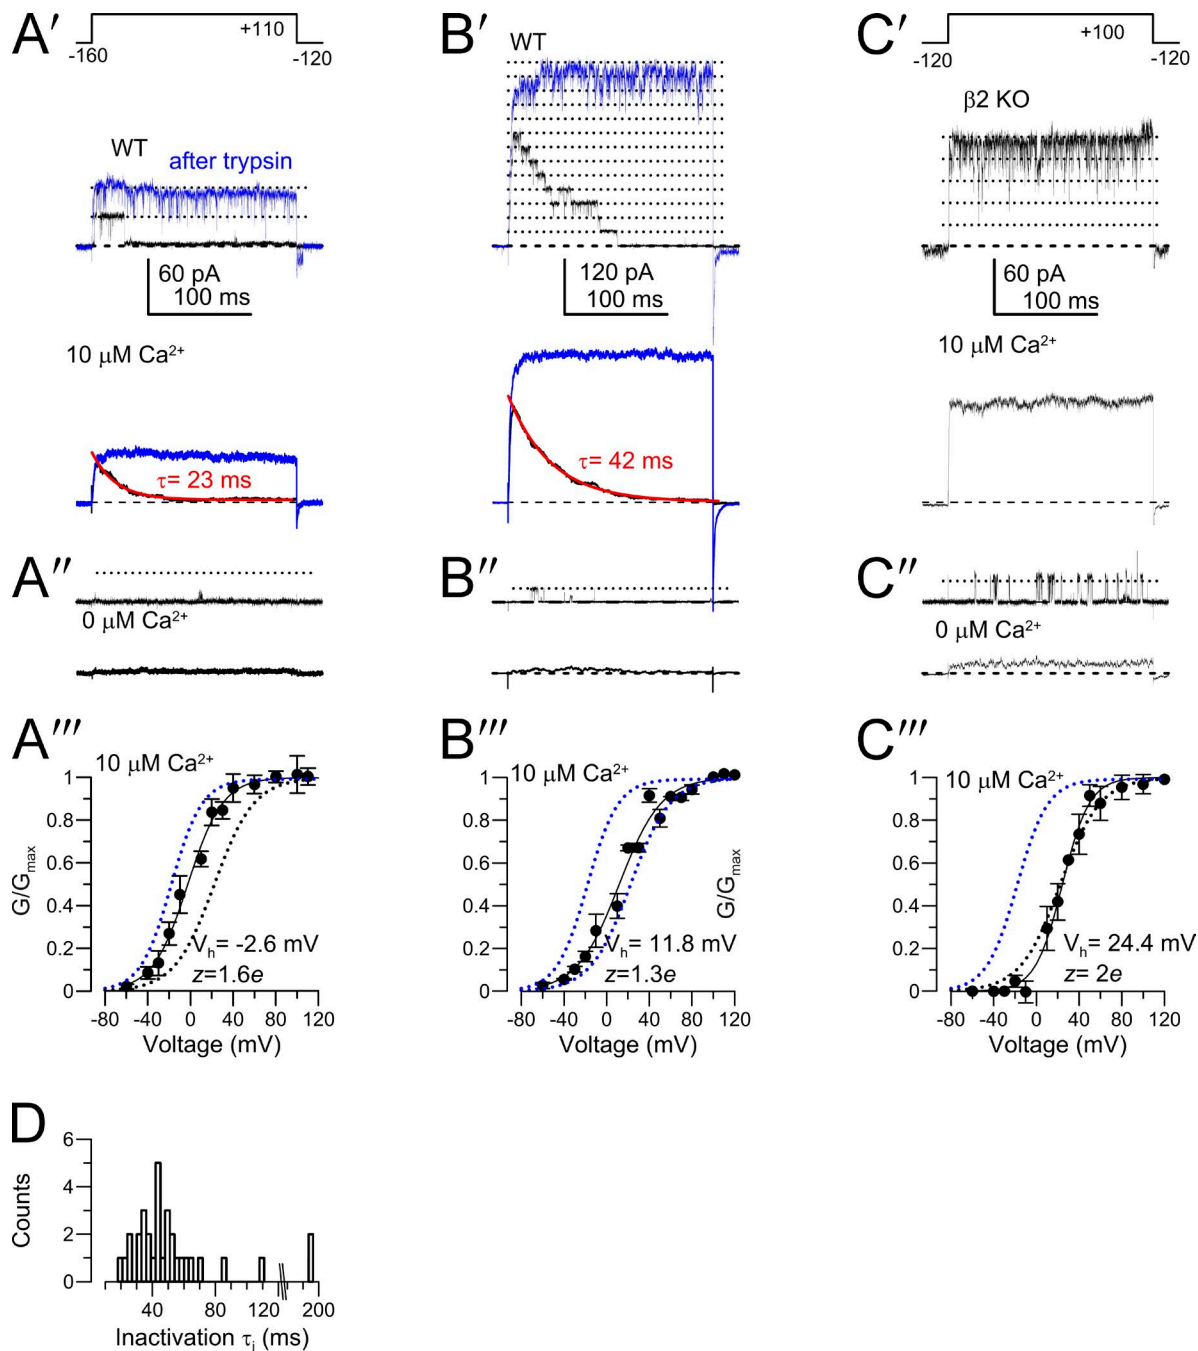 A′
+110
-160
-120
WT
after trypsin
60 pA
100 ms
10 μM Ca²⁺
τ= 23 ms
A″
0 μM Ca²⁺
A‴
10 μM Ca²⁺
1
0.8
0.6
0.4
0.2
0
G/Gmax
Vh= -2.6 mV
z=1.6e
-80 -40 0 40 80 120
Voltage (mV)
B′
WT
120 pA
100 ms
τ= 42 ms
B″
B‴
10 μM Ca²⁺
1
0.8
0.6
0.4
0.2
0
Vh= 11.8 mV
z=1.3e
-80 -40 0 40 80 120
Voltage (mV)
C′
+100
-120
-120
β2 KO
60 pA
100 ms
10 μM Ca²⁺
C″
0 μM Ca²⁺
C‴
10 μM Ca²⁺
1
0.8
0.6
0.4
0.2
0
G/Gmax
Vh= 24.4 mV
z= 2e
-80 -40 0 40 80 120
Voltage (mV)
D
6
4
2
0
Counts
40 80 120 200
Inactivation τi (ms)